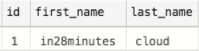 id first_name last_name
1 in28minutes cloud